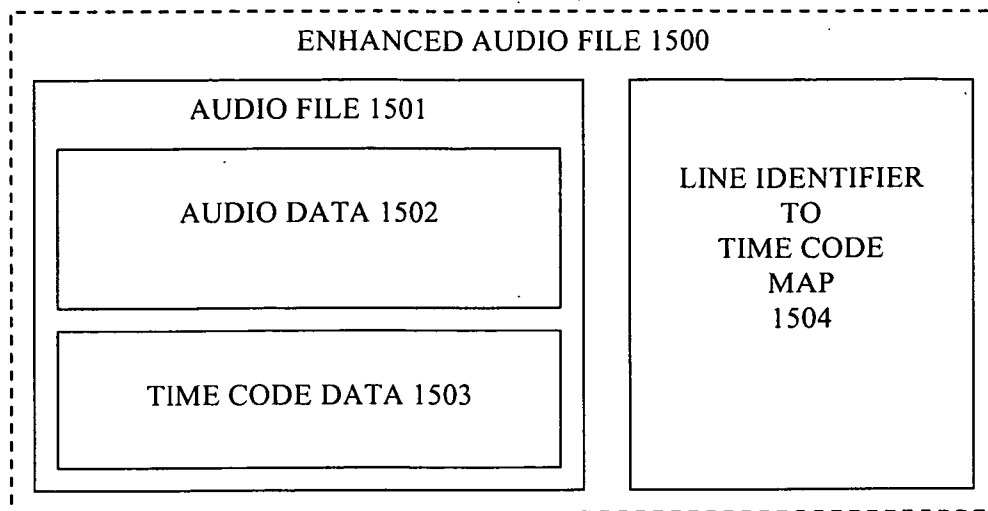 ENHANCED AUDIO FILE 1500
AUDIO FILE 1501
AUDIO DATA 1502
TIME CODE DATA 1503
LINE IDENTIFIER
TO
TIME CODE
MAP
1504